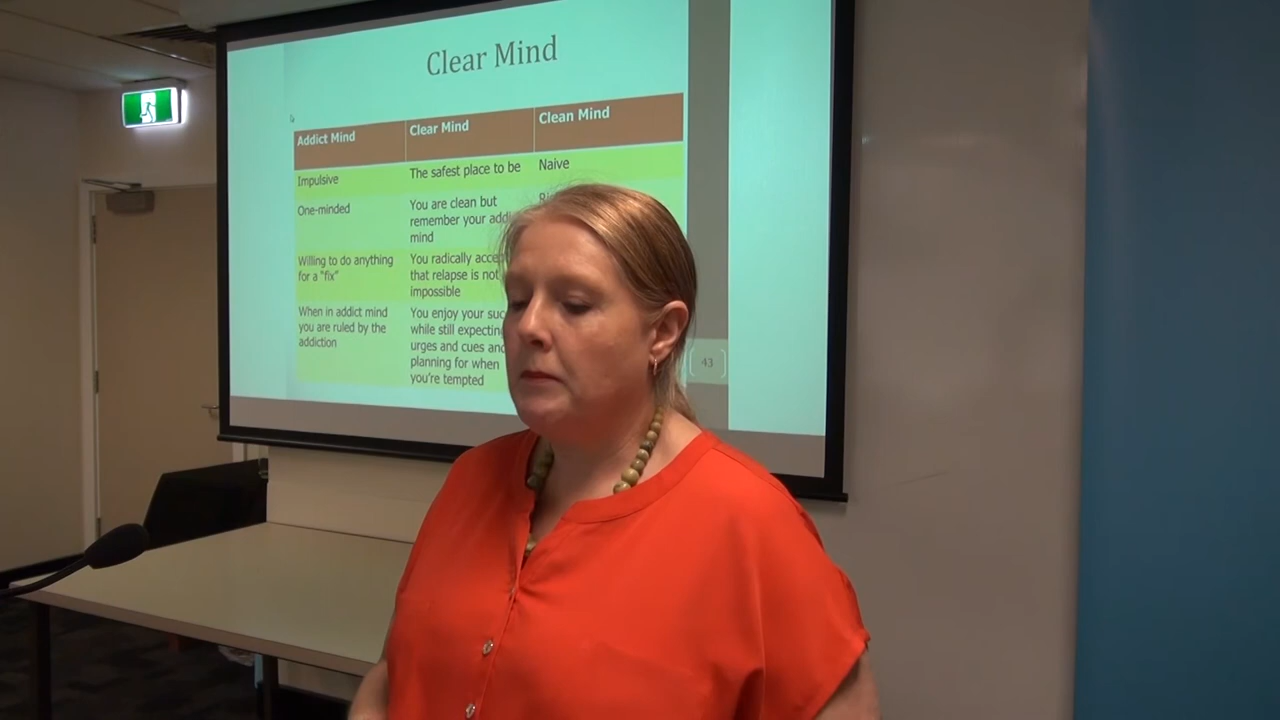 Clear Mind
Addict Mind
Clear Mind
Clean Mind
Impulsive
The safest place to be
Naive
One-minded
You are clean but
remember your
mind
Willing to do anything
for a "fix"
You radically
that relapse is not
impossible
When in addict mind
you are ruled by the
addiction
You enjoy your
while still
urges and cues
planning for when
you're tempted
43